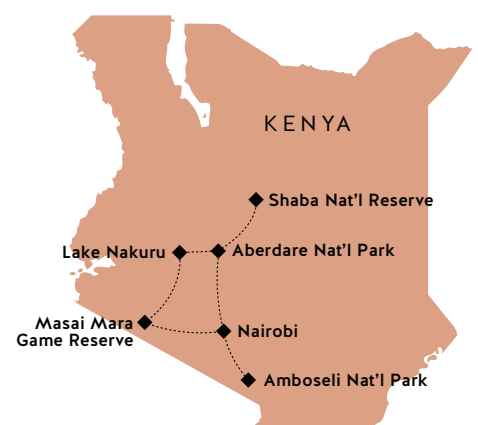 KENYA
Shaba Nat’l Reserve
Lake Nakuru
Aberdare Nat’l Park
Masai Mara
Game Reserve
Nairobi
Amboseli Nat’l Park